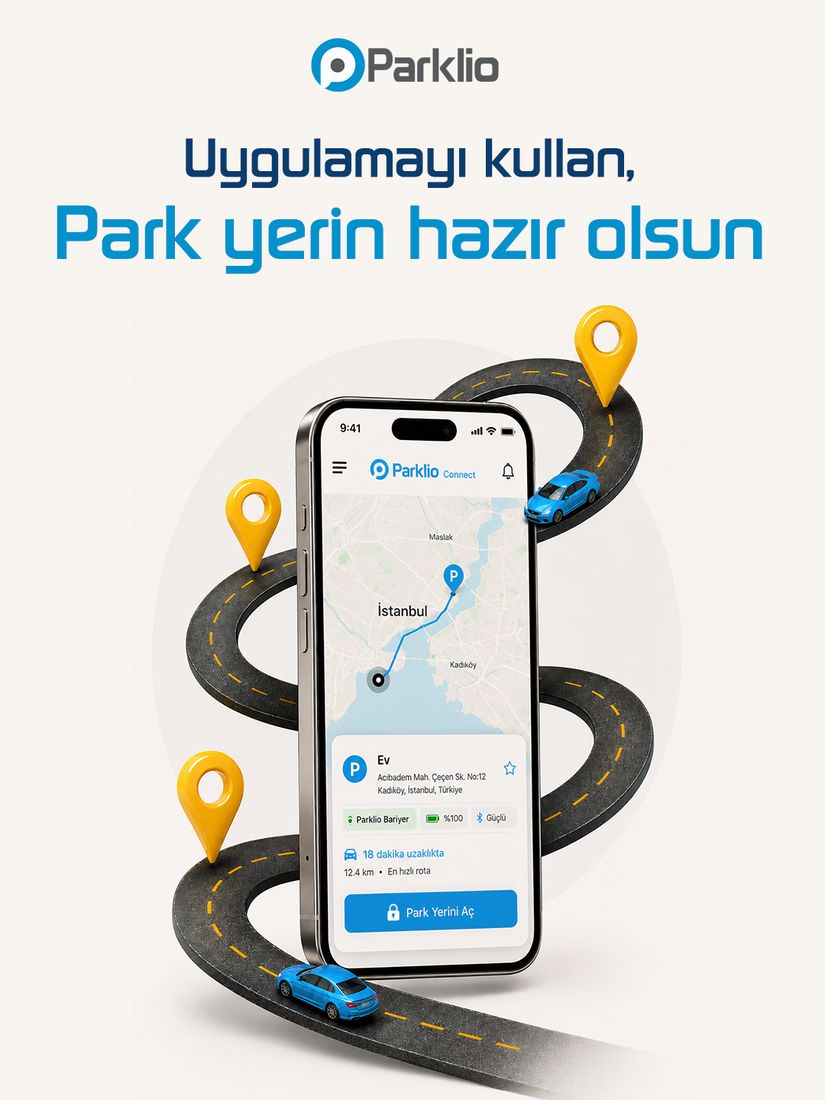 Parklio
Uygulamayı kullan,
Park yerin hazır olsun
9:41
Parklio Connect
Maslak
P
İstanbul
Kadıköy
P
Ev
Acıbadem Mah. Çeçen Sk. No:12
Kadıköy, İstanbul, Türkiye
Parklio Bariyer %100 Güçlü
18 dakika uzaklıkta
12.4 km • En hızlı rota
Park Yerini Aç